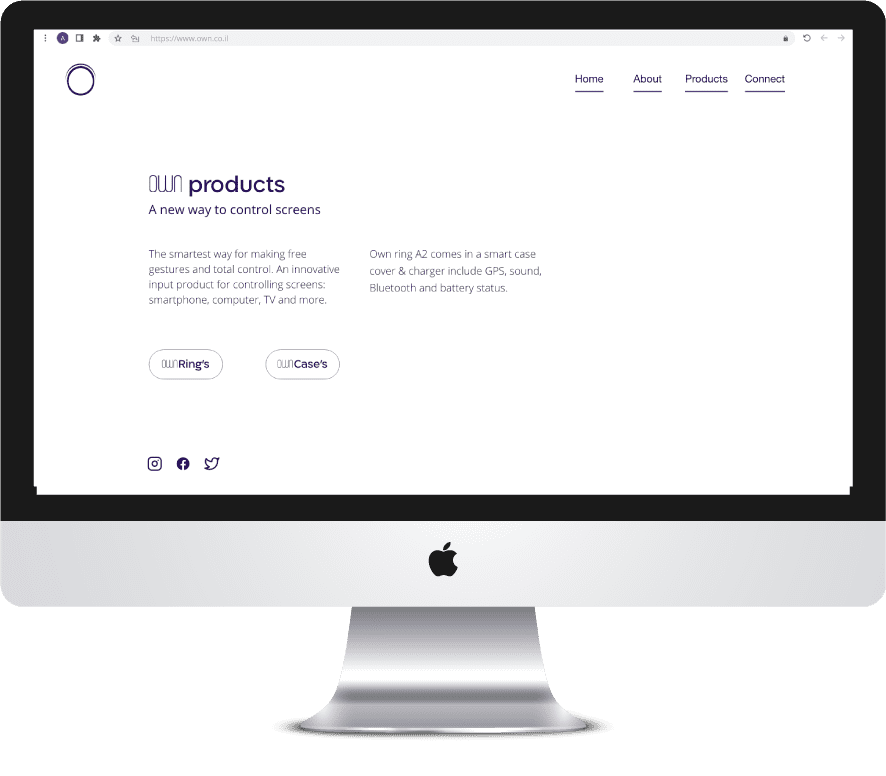 A
https://www.own.co.il
Home About Products Connect
OWN products
A new way to control screens
The smartest way for making free
gestures and total control. An innovative
input product for controlling screens:
smartphone, computer, TV and more.
Own ring A2 comes in a smart case
cover & charger include GPS, sound,
Bluetooth and battery status.
OWNRing's
OWNCase's